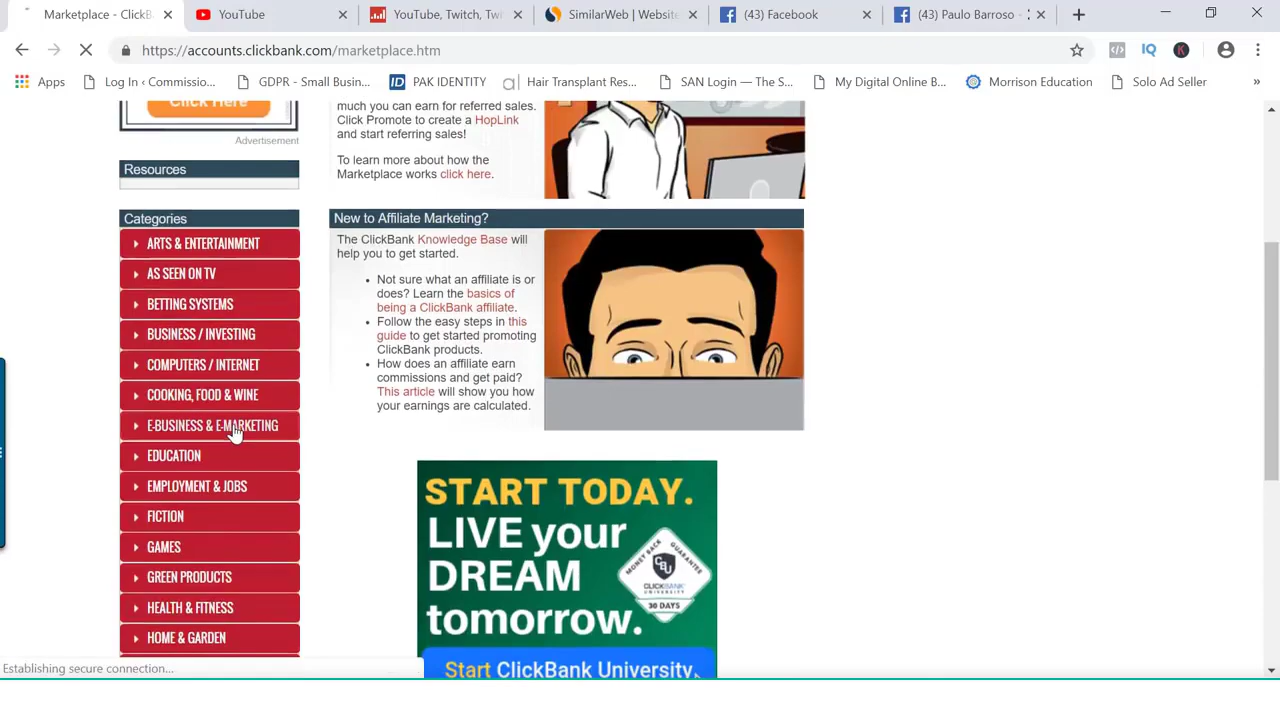 Marketplace - ClickB
YouTube
YouTube, Twitch, Twi
SimilarWeb | Website
(43) Facebook
(43) Paulo Barroso -
https://accounts.clickbank.com/marketplace.htm
Apps
Log In ‹ Commissio...
GDPR - Small Busin...
PAK IDENTITY
Hair Transplant Res...
SAN Login — The S...
My Digital Online B...
Morrison Education
Solo Ad Seller
»
Click Here
Advertisement
Resources
Categories
ARTS & ENTERTAINMENT
AS SEEN ON TV
BETTING SYSTEMS
BUSINESS / INVESTING
COMPUTERS / INTERNET
COOKING, FOOD & WINE
E-BUSINESS & E-MARKETING
EDUCATION
EMPLOYMENT & JOBS
FICTION
GAMES
GREEN PRODUCTS
HEALTH & FITNESS
HOME & GARDEN
much you can earn for referred sales.
Click Promote to create a HopLink
and start referring sales!
To learn more about how the
Marketplace works click here.
New to Affiliate Marketing?
The ClickBank Knowledge Base will
help you to get started.
• Not sure what an affiliate is or
does? Learn the basics of
being a ClickBank affiliate.
• Follow the easy steps in this
guide to get started promoting
ClickBank products.
• How does an affiliate earn
commissions and get paid?
This article will show you how
your earnings are calculated.
START TODAY.
LIVE your
DREAM
tomorrow.
MONEY BACK GUARANTEE
CBU
CLICKBANK
UNIVERSITY
30 DAYS
Start ClickBank University
Establishing secure connection...